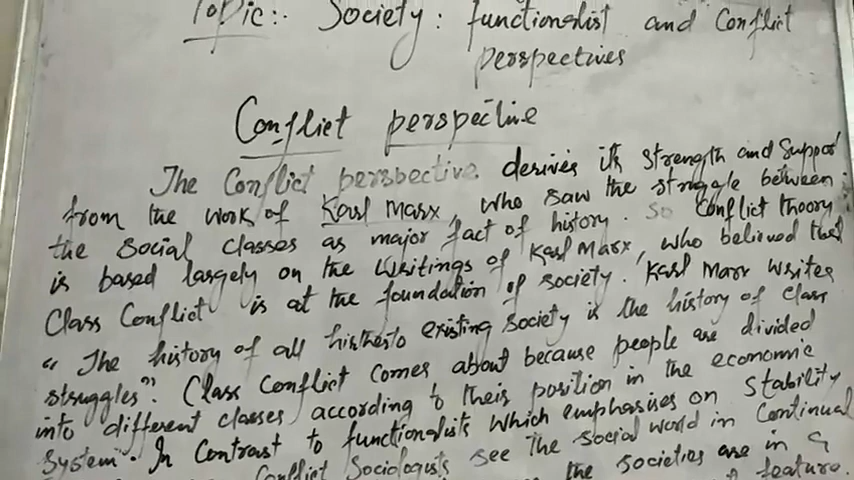 Topic:- Society: functionalist and Conflict
perspectives
Conflict perspective
The Conflict perspective derives its strength and Support
from the work of Karl Marx, who saw the struggle between
the social classes as major fact of history. So Conflict theory
is based largely on the writings of Karl Marx, who believed that
Class Conflict is at the foundation of society. Karl Marx writes
"The history of all hitherto existing society is the history of class
struggles". Class Conflict comes about because people are divided
into different classes according to their position in the economic
system. In Contrast to functionalists which emphasises on Stability
Conflict Sociologists see the social world in Continual
the societies are in a
feature.